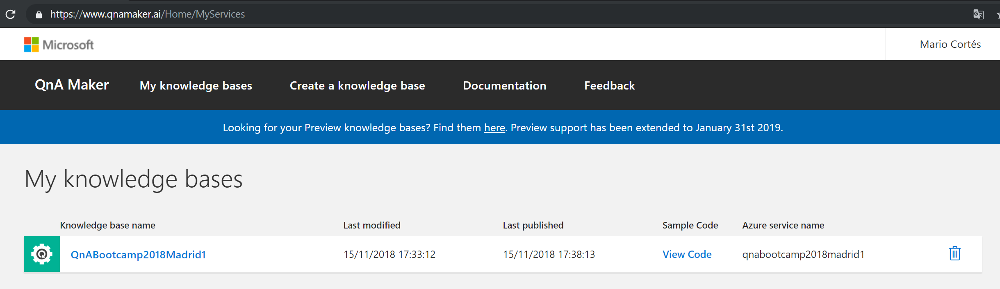 https://www.qnamaker.ai/Home/MyServices
Microsoft
Mario Cortés
QnA Maker My knowledge bases Create a knowledge base Documentation Feedback
Looking for your Preview knowledge bases? Find them here. Preview support has been extended to January 31st 2019.
My knowledge bases
Knowledge base name Last modified Last published Sample Code Azure service name
QnABootcamp2018Madrid1 15/11/2018 17:33:12 15/11/2018 17:38:13 View Code qnabootcamp2018madrid1